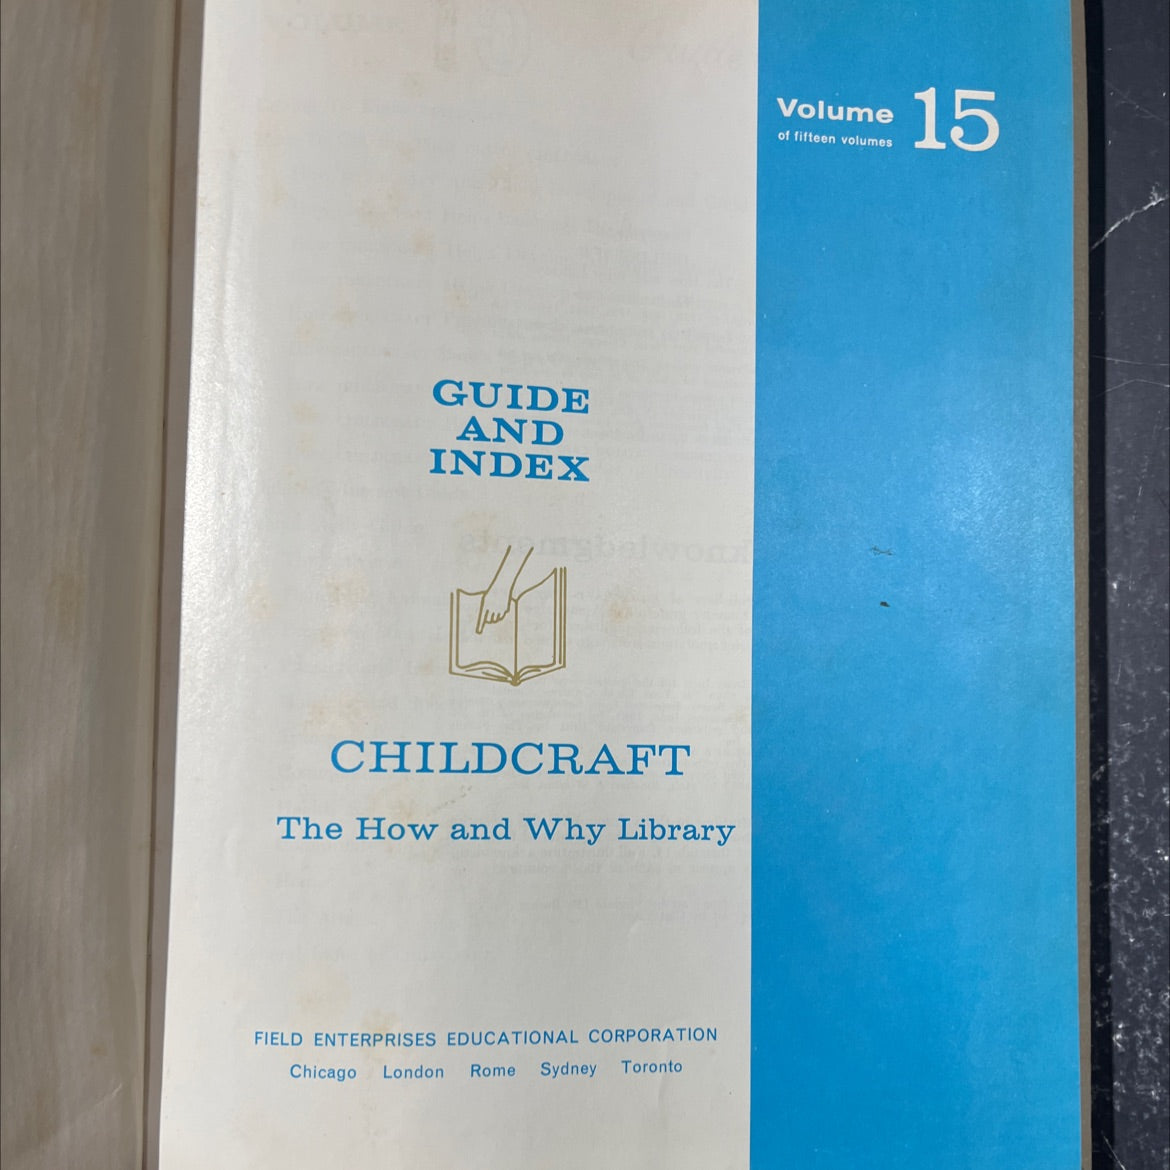 Volume 15
of fifteen volumes
GUIDE
AND
INDEX
CHILDCRAFT
The How and Why Library
FIELD ENTERPRISES EDUCATIONAL CORPORATION
Chicago London Rome Sydney Toronto